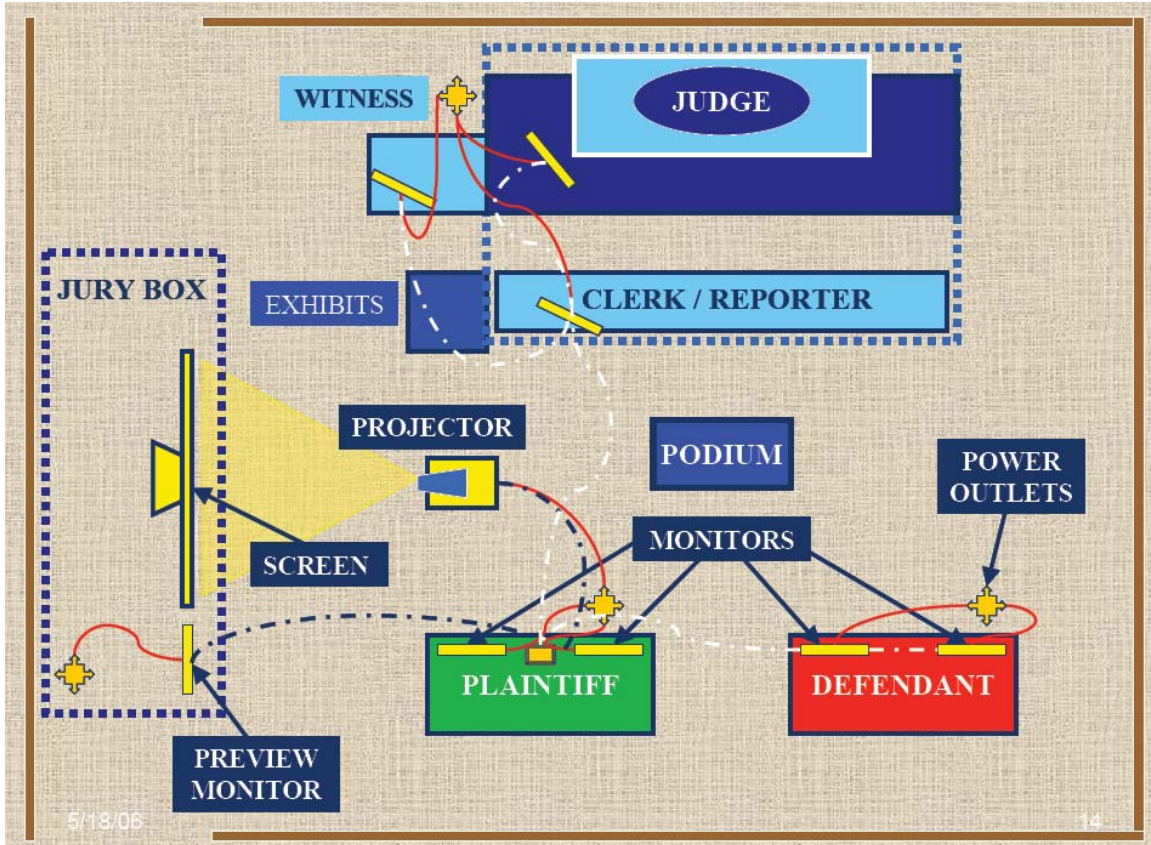 WITNESS
JUDGE
JURY BOX
EXHIBITS
CLERK / REPORTER
PROJECTOR
PODIUM
POWER
OUTLETS
SCREEN
MONITORS
PLAINTIFF
DEFENDANT
PREVIEW
MONITOR
5/18/06
14